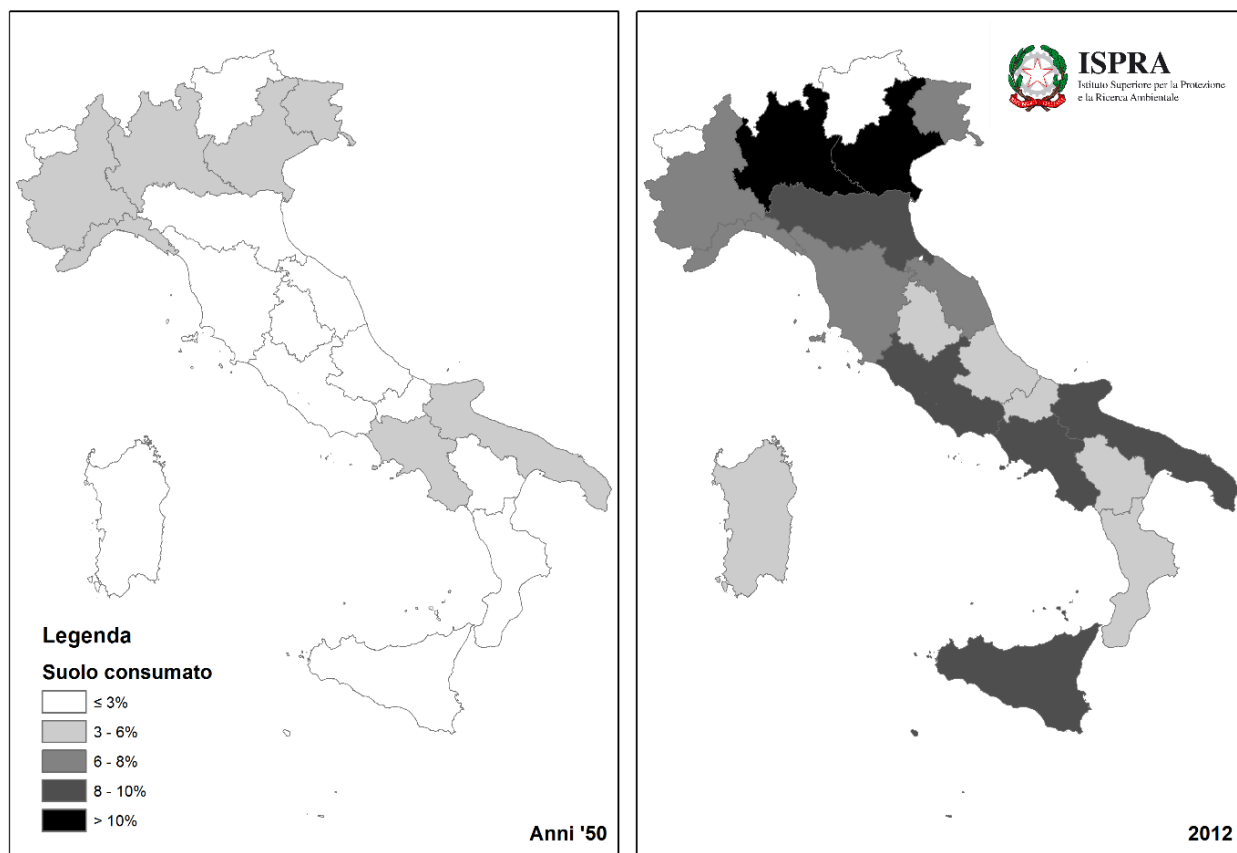 Legenda
Suolo consumato
≤ 3%
3 - 6%
6 - 8%
8 - 10%
> 10%
Anni '50
ISPRA
Istituto Superiore per la Protezione
e la Ricerca Ambientale
2012